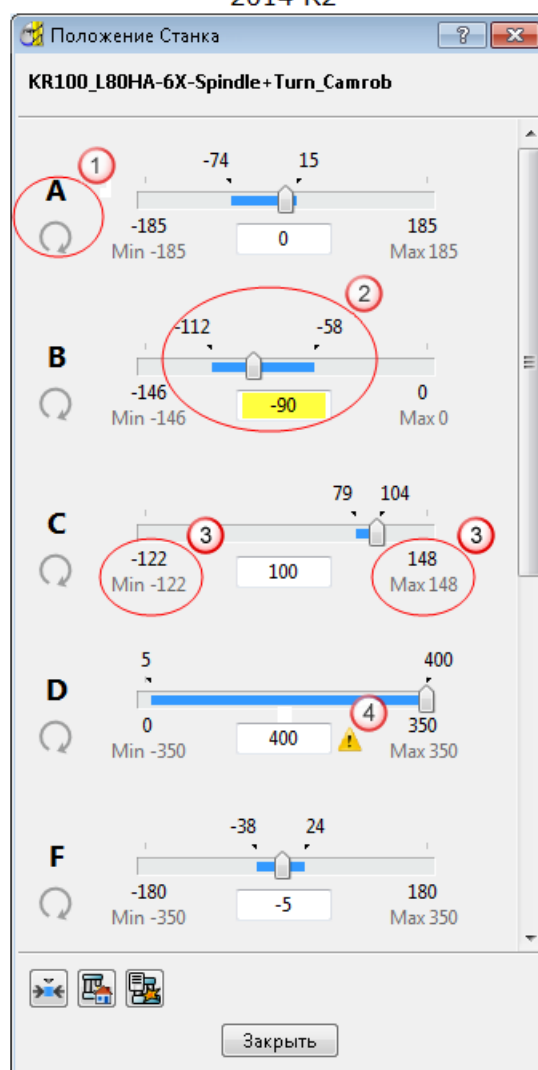 2014 R2
Положение Станка
KR100_L80HA-6X-Spindle+Turn_Camrob
1
-74 15
A
-185 0 185
Min -185 Max 185
2
-112 -58
B
-146 -90 0
Min -146 Max 0
79 104
C
3 3
-122 100 148
Min -122 Max 148
5 400
D
4
0 400 350
Min -350 Max 350
-38 24
F
-180 -5 180
Min -350 Max 350
Закрыть